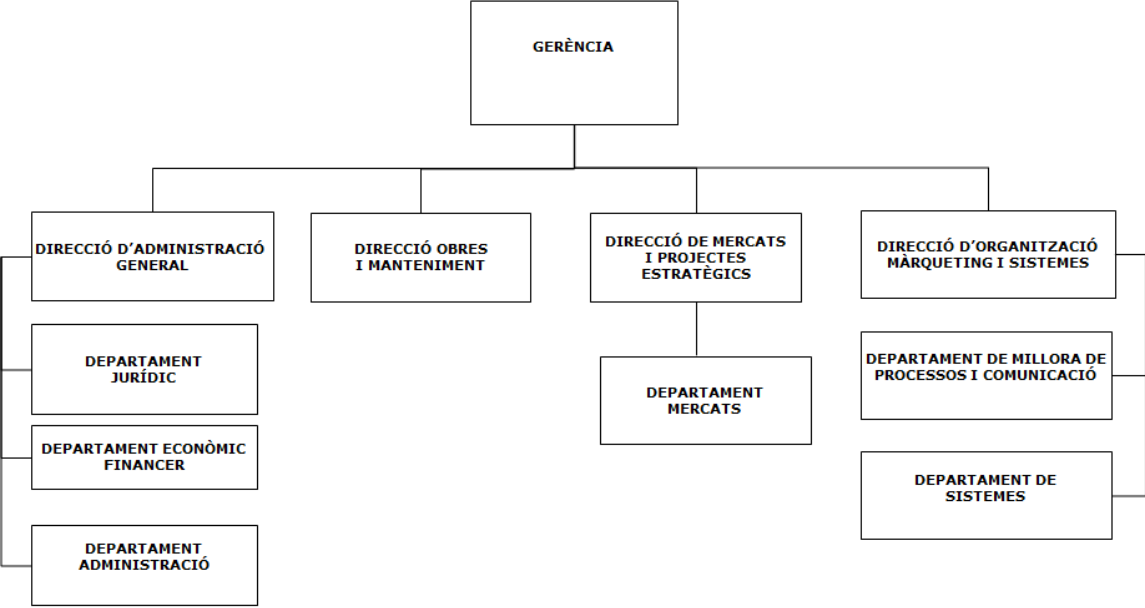 GERÈNCIA
DIRECCIÓ D’ADMINISTRACIÓ
GENERAL
DIRECCIÓ OBRES
I MANTENIMENT
DIRECCIÓ DE MERCATS
I PROJECTES
ESTRATÈGICS
DIRECCIÓ D’ORGANITZACIÓ
MÀRQUETING I SISTEMES
DEPARTAMENT
JURÍDIC
DEPARTAMENT ECONÒMIC
FINANCER
DEPARTAMENT
ADMINISTRACIÓ
DEPARTAMENT
MERCATS
DEPARTAMENT DE MILLORA DE
PROCESSOS I COMUNICACIÓ
DEPARTAMENT DE
SISTEMES